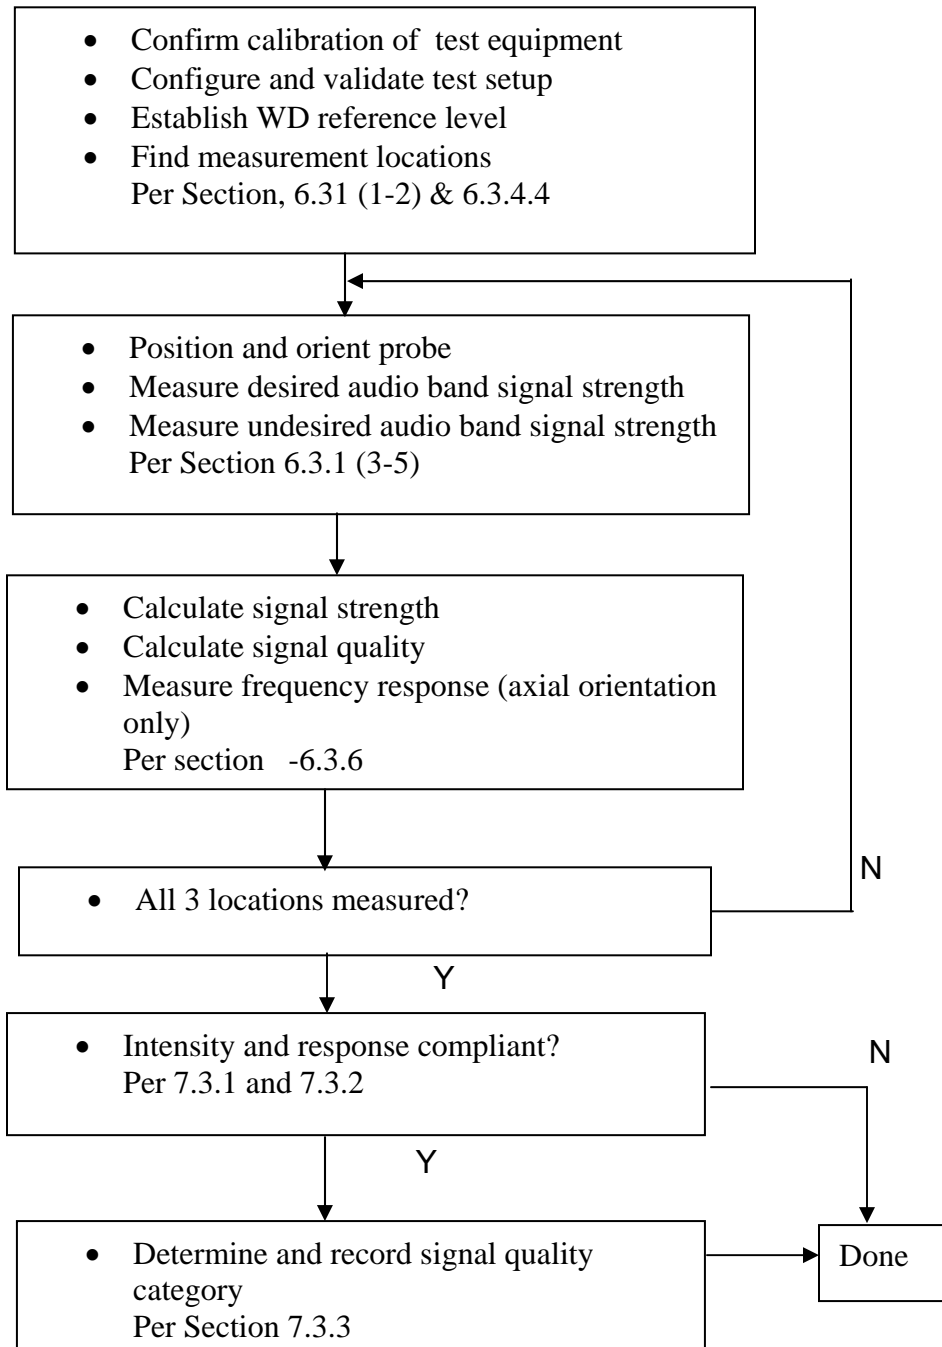 • Confirm calibration of  test equipment
• Configure and validate test setup
• Establish WD reference level
• Find measurement locations
Per Section, 6.31 (1-2) & 6.3.4.4
• Position and orient probe
• Measure desired audio band signal strength
• Measure undesired audio band signal strength
Per Section 6.3.1 (3-5)
• Calculate signal strength
• Calculate signal quality
• Measure frequency response (axial orientation
only)
Per section   -6.3.6
N
• All 3 locations measured?
Y
• Intensity and response compliant?
Per 7.3.1 and 7.3.2
N
Y
• Determine and record signal quality
category
Per Section 7.3.3
Done